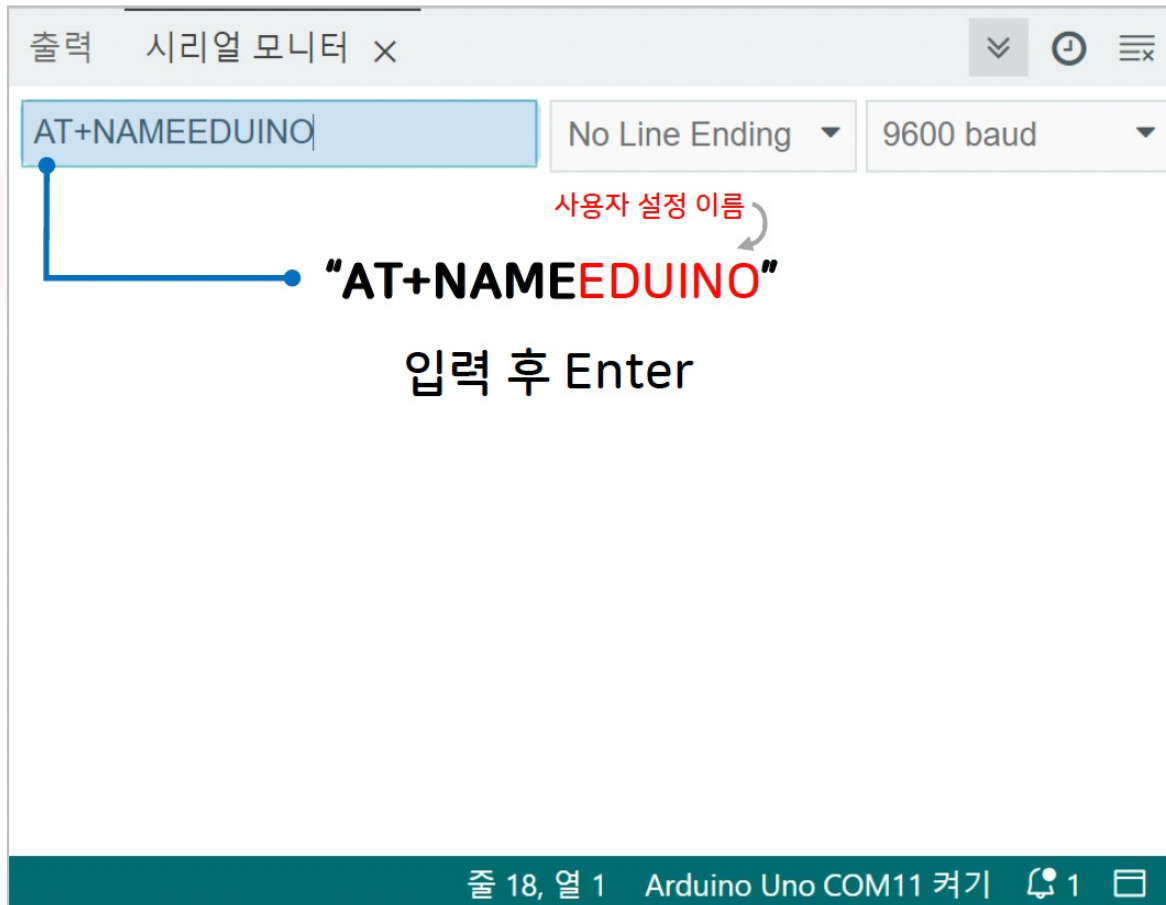 출력 시리얼 모니터
AT+NAMEEDUINO No Line Ending 9600 baud
사용자 설정 이름
“AT+NAMEEDUINO”
입력 후 Enter
줄 18, 열 1 Arduino Uno COM11 켜기 1